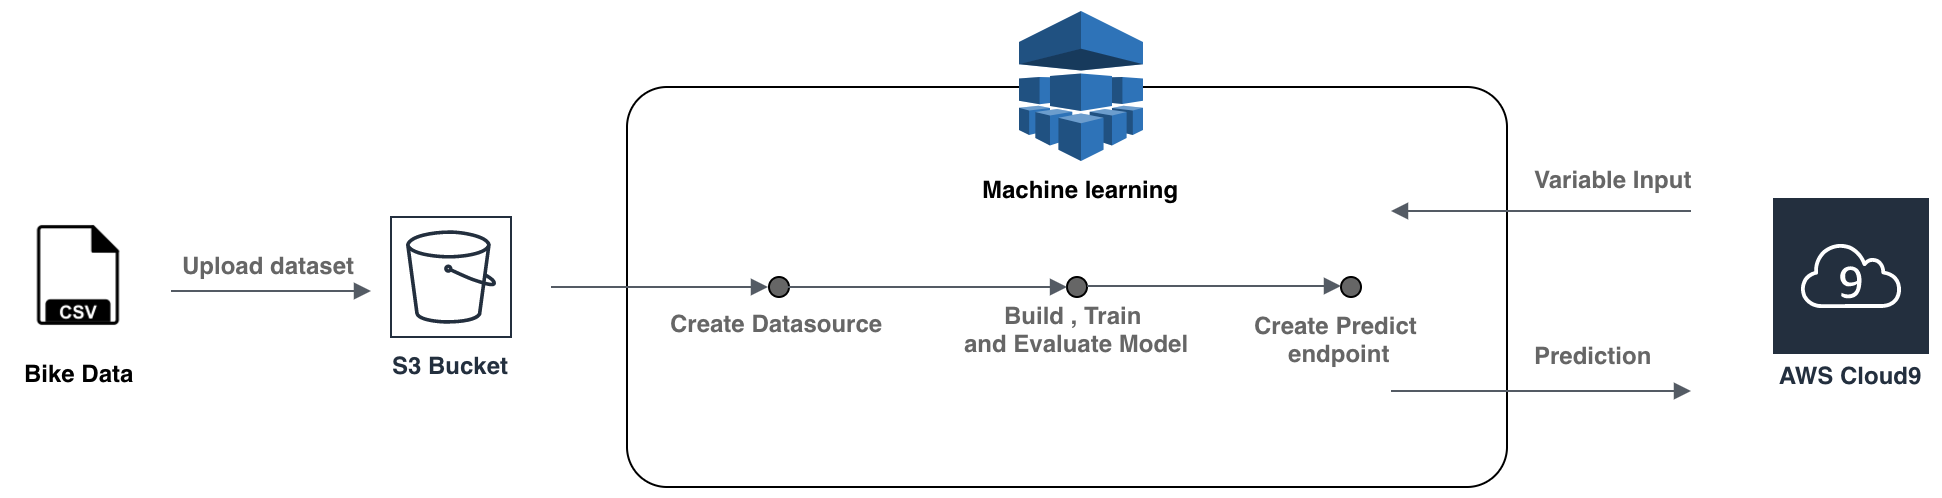 Machine learning
Variable Input
Upload dataset
CSV
9
Create Datasource
Build , Train
and Evaluate Model
Create Predict
endpoint
Prediction
Bike Data
S3 Bucket
AWS Cloud9